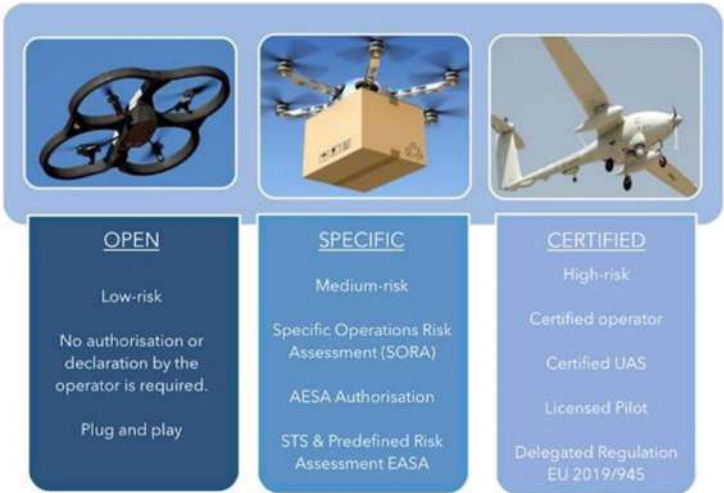 OPEN
Low-risk
No authorisation or
declaration by the
operator is required.
Plug and play
SPECIFIC
Medium-risk
Specific Operations Risk
Assessment (SORA)
AESA Authorisation
STS & Predefined Risk
Assessment EASA
CERTIFIED
High-risk
Certified operator
Certified UAS
Licensed Pilot
Delegated Regulation
EU 2019/945